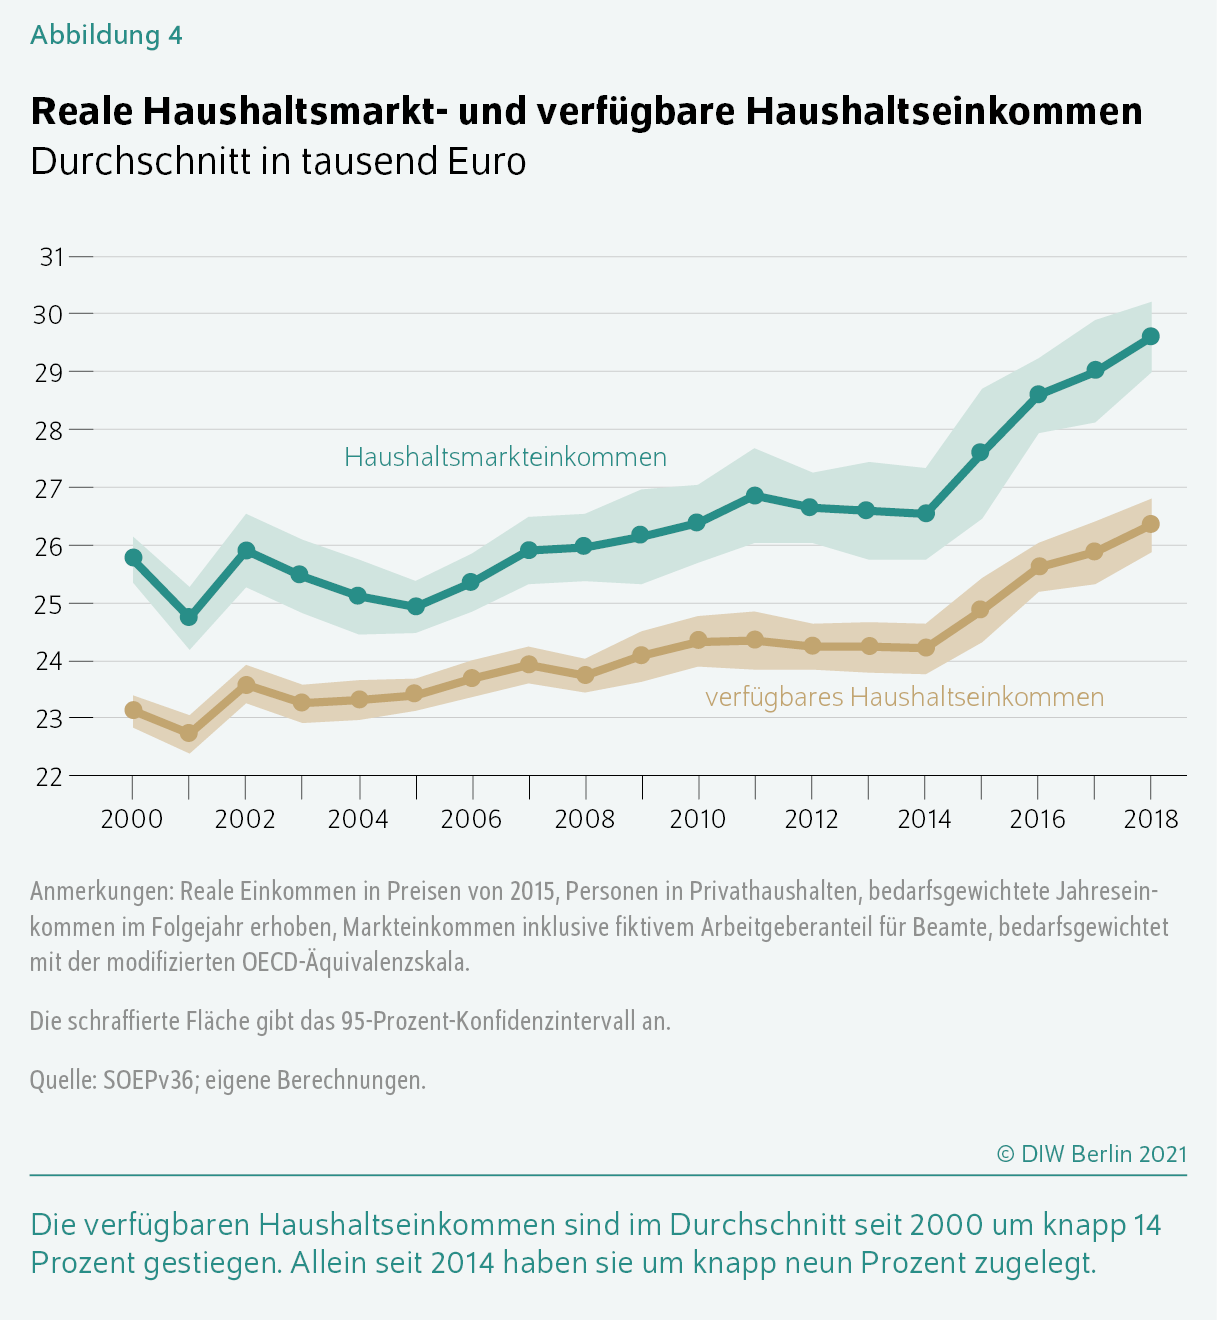 Abbildung 4
Reale Haushaltsmarkt- und verfügbare Haushaltseinkommen
Durchschnitt in tausend Euro
31
30
29
28
Haushaltsmarkteinkommen
27
26
25
24
verfügbares Haushaltseinkommen
23
22
2000 2002 2004 2006 2008 2010 2012 2014 2016 2018
Anmerkungen: Reale Einkommen in Preisen von 2015, Personen in Privathaushalten, bedarfsgewichtete Jahresein-
kommen im Folgejahr erhoben, Markteinkommen inklusive fiktivem Arbeitgeberanteil für Beamte, bedarfsgewichtet
mit der modifizierten OECD-Äquivalenzskala.
Die schraffierte Fläche gibt das 95-Prozent-Konfidenzintervall an.
Quelle: SOEPv36; eigene Berechnungen.
© DIW Berlin 2021
Die verfügbaren Haushaltseinkommen sind im Durchschnitt seit 2000 um knapp 14
Prozent gestiegen. Allein seit 2014 haben sie um knapp neun Prozent zugelegt.